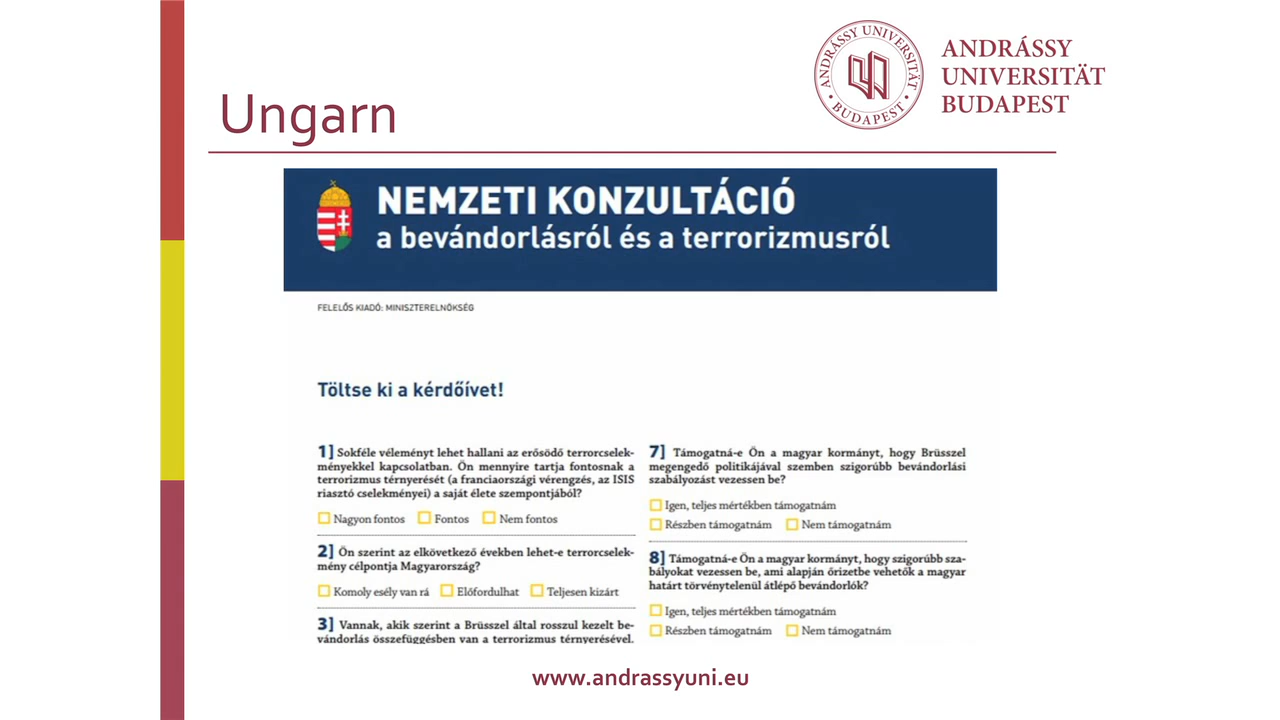 Ungarn
ANDRÁSSY UNIVERSITÄT
BUDAPEST
ANDRÁSSY
UNIVERSITÄT
BUDAPEST
NEMZETI KONZULTÁCIÓ
a bevándorlásról és a terrorizmusról
FELELŐS KIADÓ: MINISZTERELNÖKSÉG
Töltse ki a kérdőívet!
1] Sokféle véleményt lehet hallani az erősödő terrorcselek-
ményekkel kapcsolatban. Ön mennyire tartja fontosnak a
terrorizmus térnyerését (a franciaországi vérengzés, az ISIS
riasztó cselekményei) a saját élete szempontjából?
Nagyon fontos Fontos Nem fontos
2] Ön szerint az elkövetkező években lehet-e terrorcselek-
mény célpontja Magyarország?
Komoly esély van rá Előfordulhat Teljesen kizárt
3] Vannak, akik szerint a Brüsszel által rosszul kezelt be-
vándorlás összefüggésben van a terrorizmus térnyerésével.
7] Támogatná-e Ön a magyar kormányt, hogy Brüsszel
megengedő politikájával szemben szigorúbb bevándorlási
szabályozást vezessen be?
Igen, teljes mértékben támogatnám
Részben támogatnám Nem támogatnám
8] Támogatná-e Ön a magyar kormányt, hogy szigorúbb sza-
bályokat vezessen be, ami alapján őrizetbe vehetők a magyar
határt törvénytelenül átlépő bevándorlók?
Igen, teljes mértékben támogatnám
Részben támogatnám Nem támogatnám
www.andrassyuni.eu